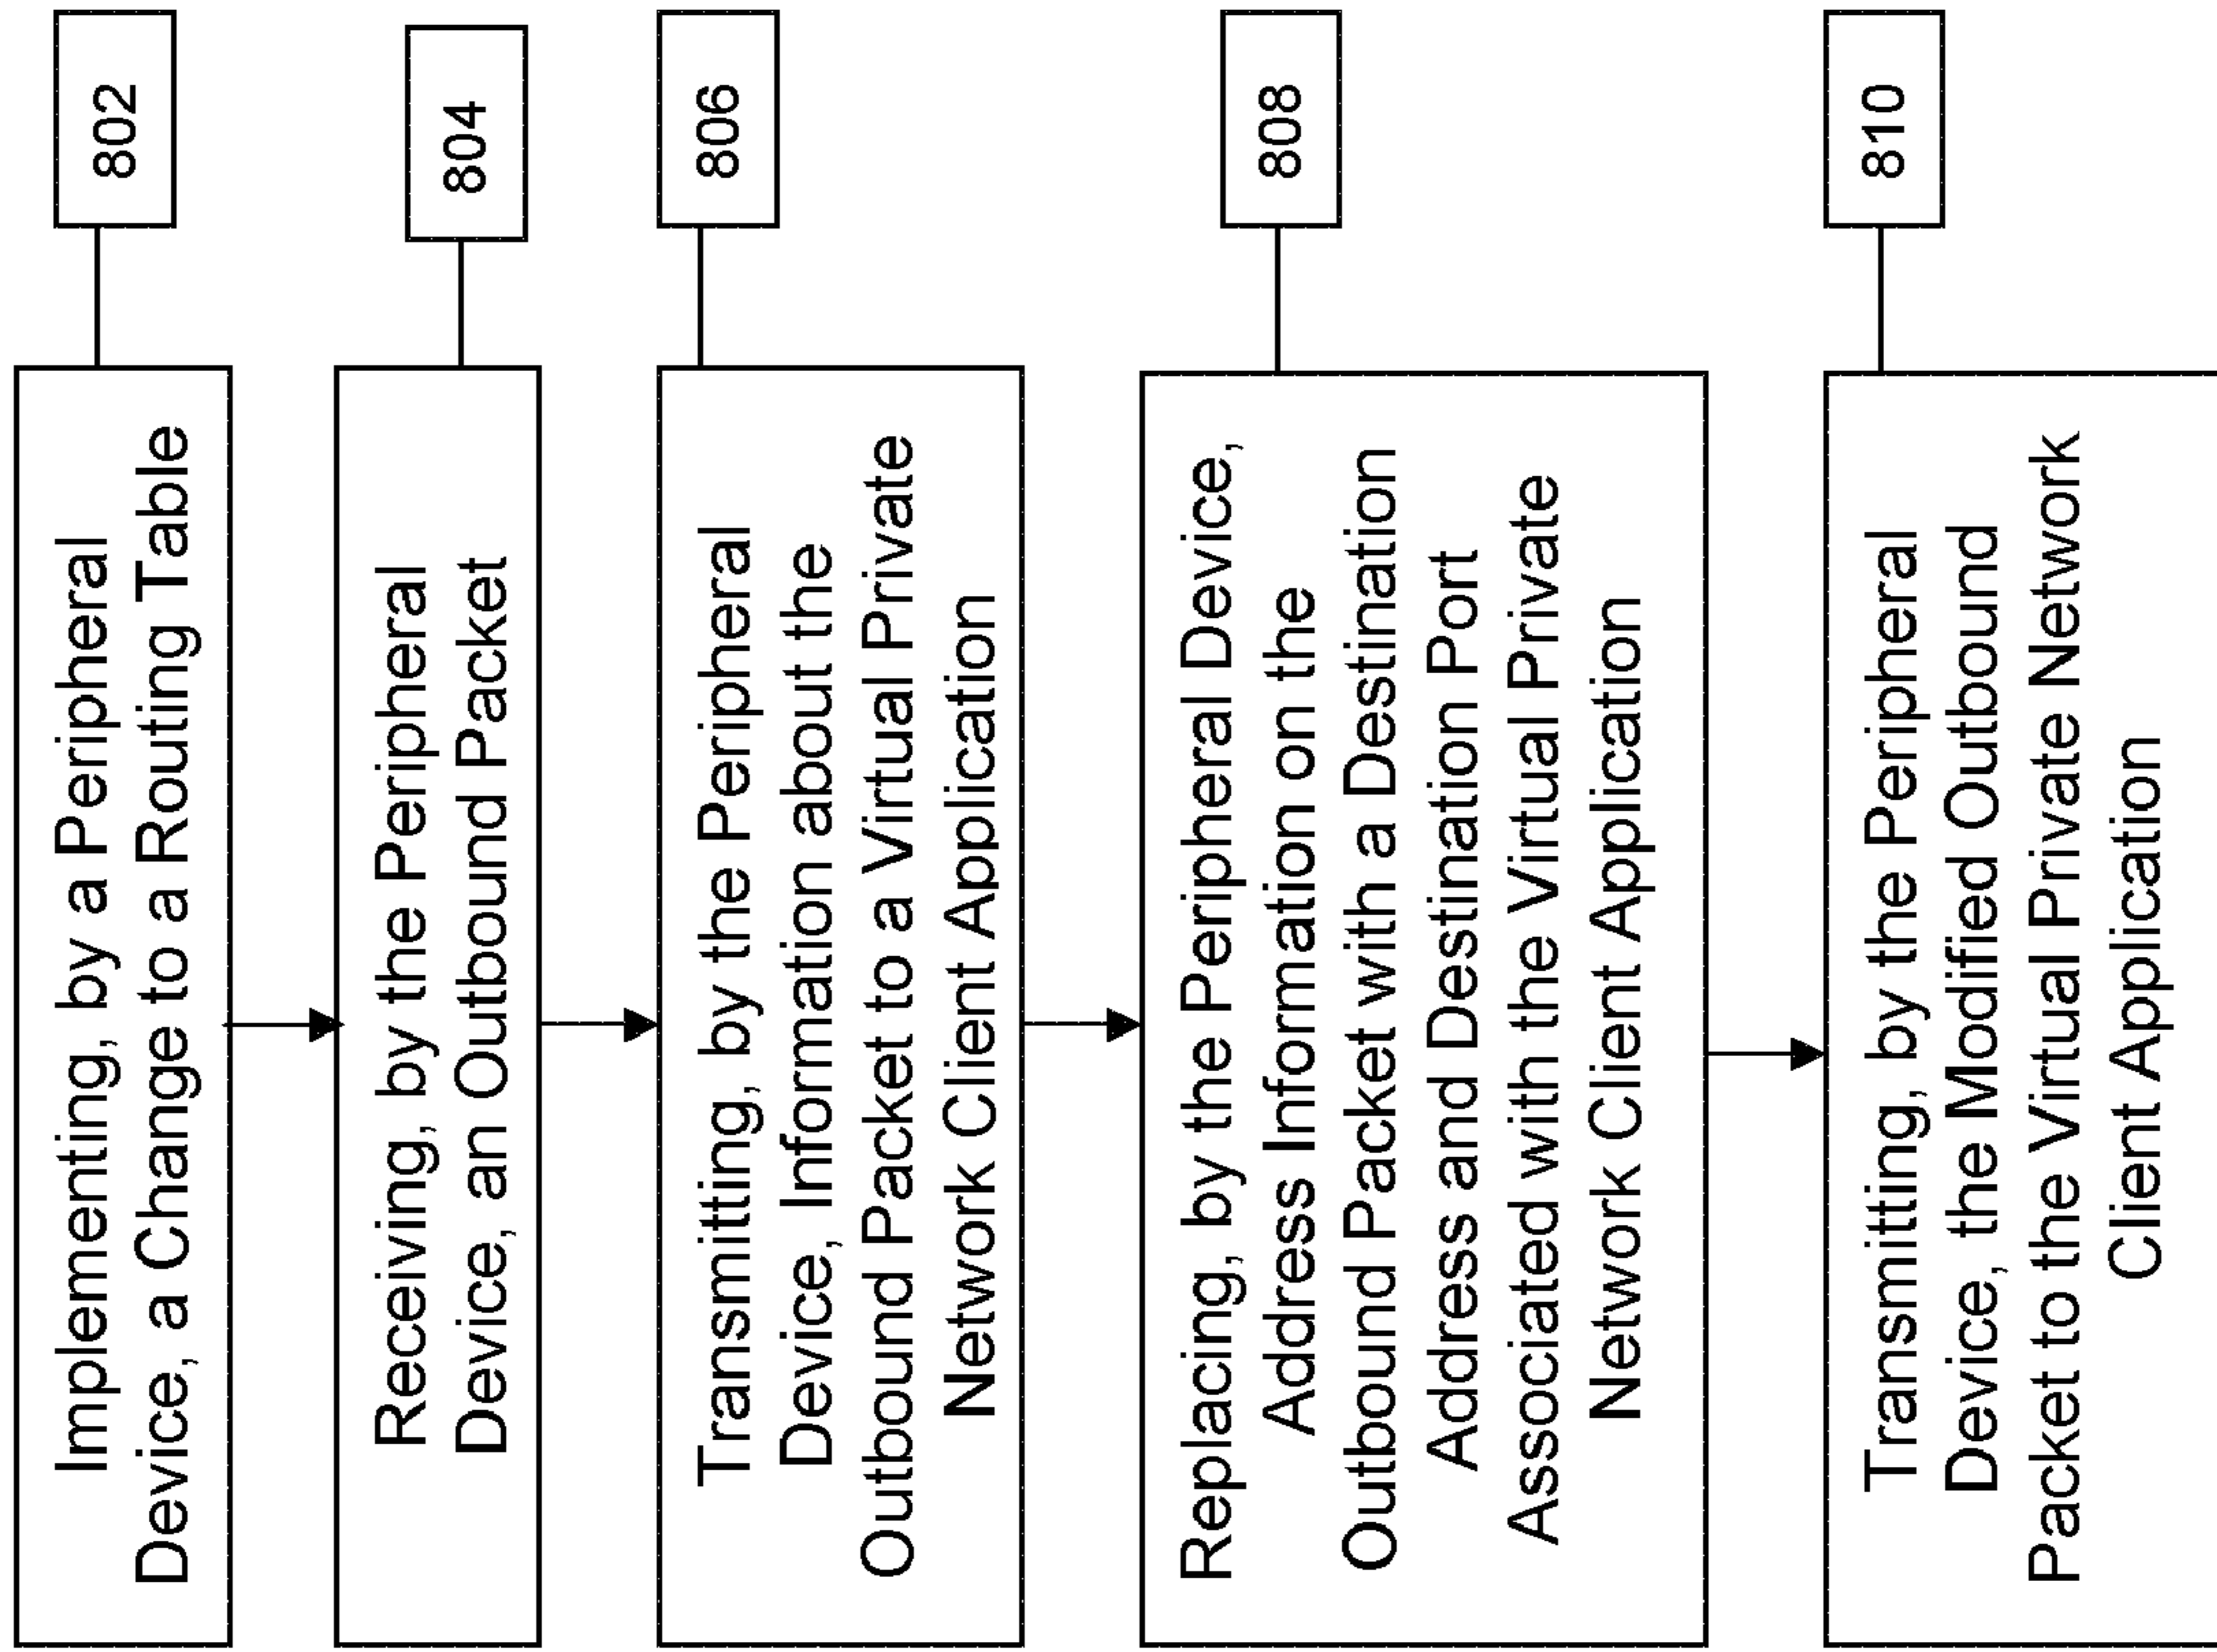 Implementing, by a Peripheral
Device, a Change to a Routing Table
802
Receiving, by the Peripheral
Device, an Outbound Packet
804
Transmitting, by the Peripheral
Device, Information about the
Outbound Packet to a Virtual Private
Network Client Application
806
Replacing, by the Peripheral Device,
Address Information on the
Outbound Packet with a Destination
Address and Destination Port
Associated with the Virtual Private
Network Client Application
808
Transmitting, by the Peripheral
Device, the Modified Outbound
Packet to the Virtual Private Network
Client Application
810